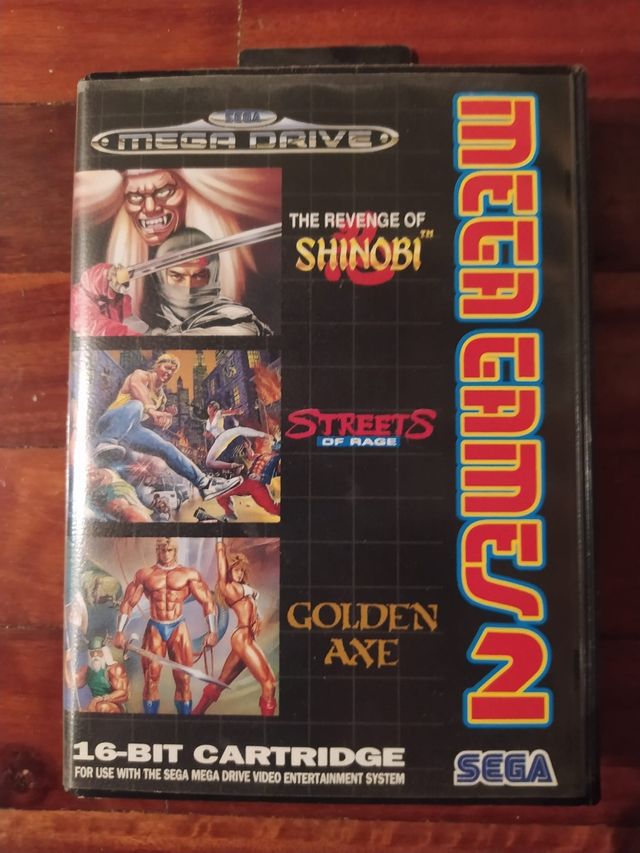 SEGA
MEGA DRIVE
THE REVENGE OF
SHINOBI™
STREETS
OF RAGE
GOLDEN
AXE
MEGA GAMES 2
16-BIT CARTRIDGE
FOR USE WITH THE SEGA MEGA DRIVE VIDEO ENTERTAINMENT SYSTEM
SEGA